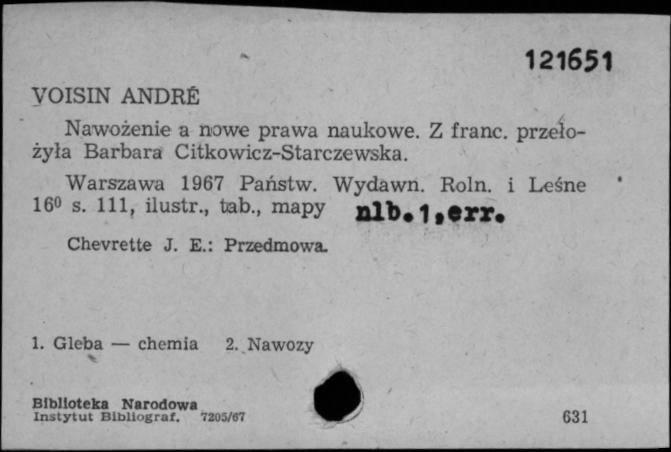 121651
VOISIN ANDRÉ
Nawożenie a nowe prawa naukowe. Z franc. przeło-
żyła Barbara Citkowicz-Starczewska.
Warszawa 1967 Państw. Wydawn. Roln. i Leśne
16⁰ s. 111, ilustr., tab., mapy nlb.1,err.
Chevrette J. E.: Przedmowa.
1. Gleba — chemia 2. Nawozy
Biblioteka Narodowa
Instytut Bibliograf. 7205/67
631